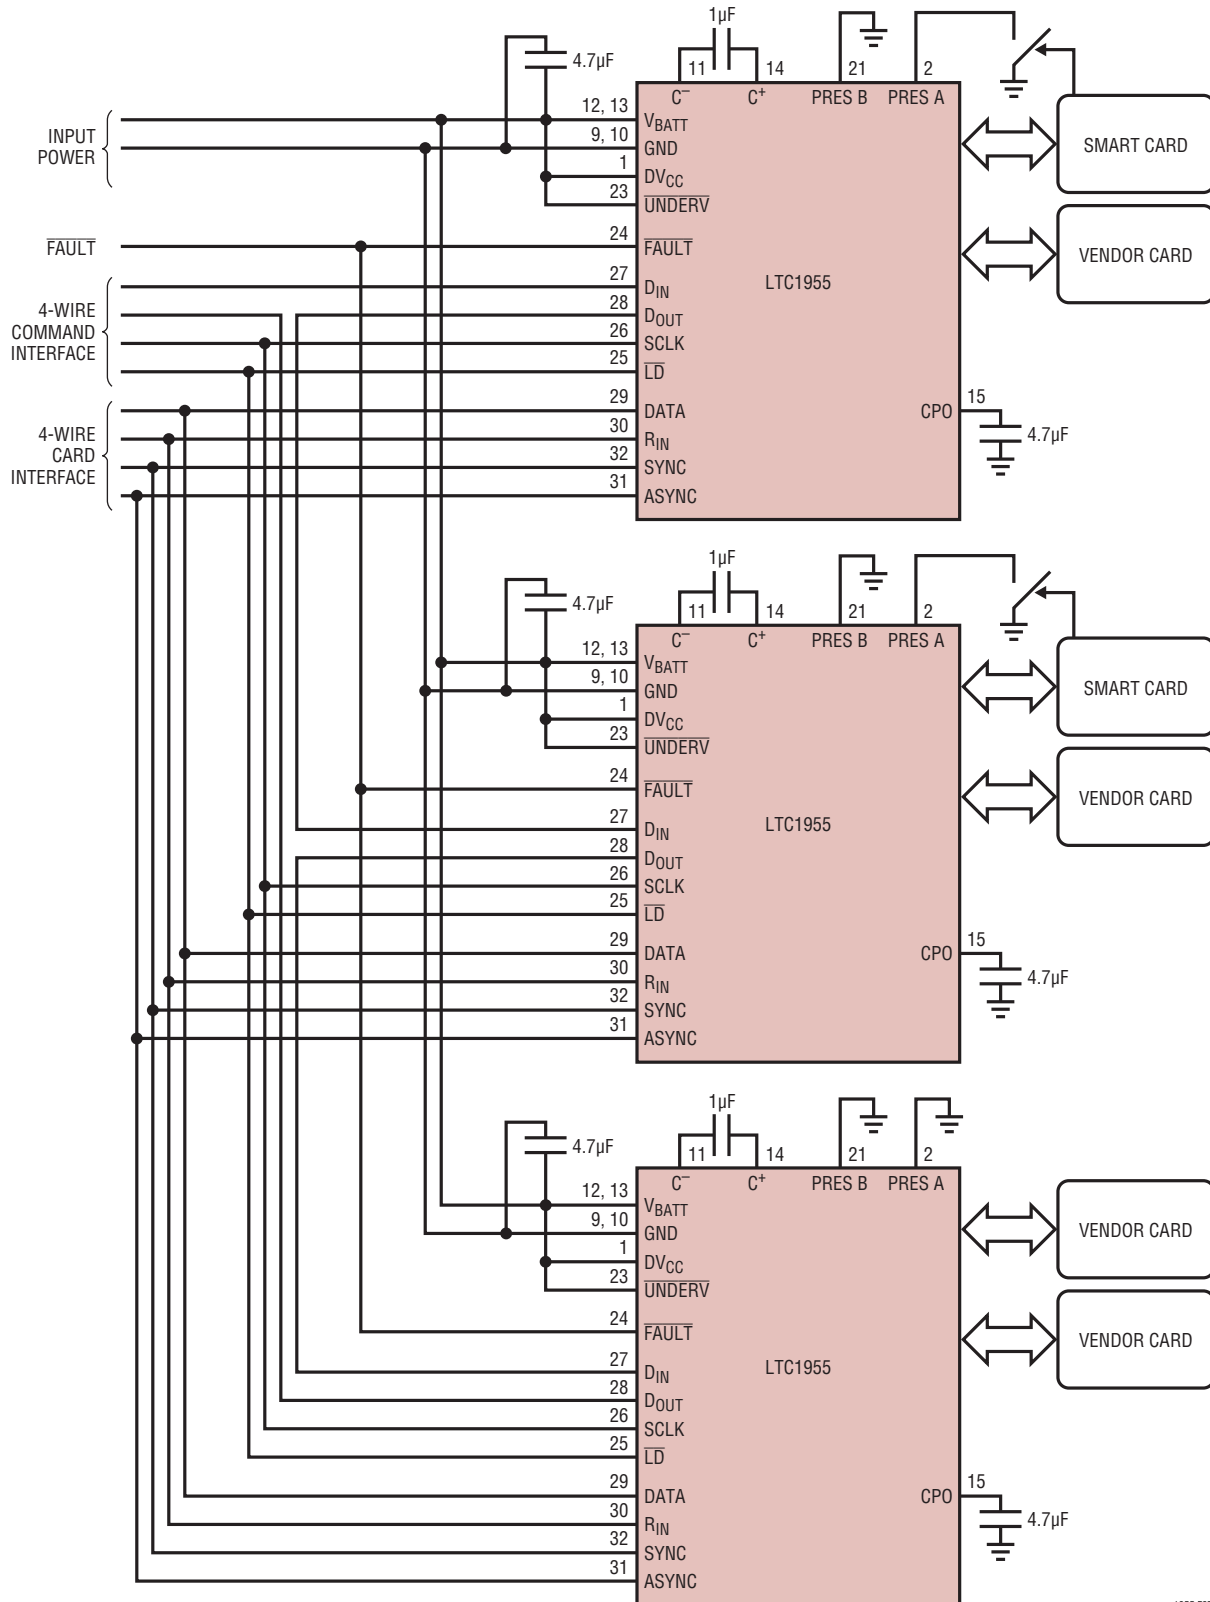 1µF
4.7µF
11
14
21
2
C–
C+
PRES B
PRES A
INPUT
POWER
12, 13
VBATT
9, 10
GND
1
DVCC
23
UNDERV
SMART CARD
FAULT
24
FAULT
VENDOR CARD
4-WIRE
COMMAND
INTERFACE
27
DIN
LTC1955
28
DOUT
26
SCLK
25
LD
4-WIRE
CARD
INTERFACE
29
DATA
CPO
15
4.7µF
30
RIN
32
SYNC
31
ASYNC
1µF
4.7µF
11
14
21
2
C–
C+
PRES B
PRES A
12, 13
VBATT
9, 10
GND
1
DVCC
23
UNDERV
SMART CARD
24
FAULT
VENDOR CARD
27
DIN
LTC1955
28
DOUT
26
SCLK
25
LD
29
DATA
CPO
15
4.7µF
30
RIN
32
SYNC
31
ASYNC
1µF
4.7µF
11
14
21
2
C–
C+
PRES B
PRES A
12, 13
VBATT
9, 10
GND
1
DVCC
23
UNDERV
VENDOR CARD
24
FAULT
VENDOR CARD
27
DIN
LTC1955
28
DOUT
26
SCLK
25
LD
29
DATA
CPO
15
4.7µF
30
RIN
32
SYNC
31
ASYNC